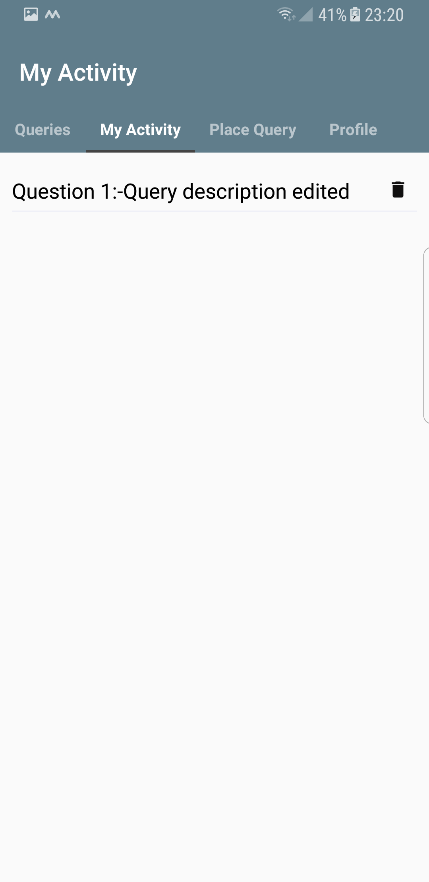 41% 23:20
My Activity
Queries My Activity Place Query Profile
Question 1:-Query description edited